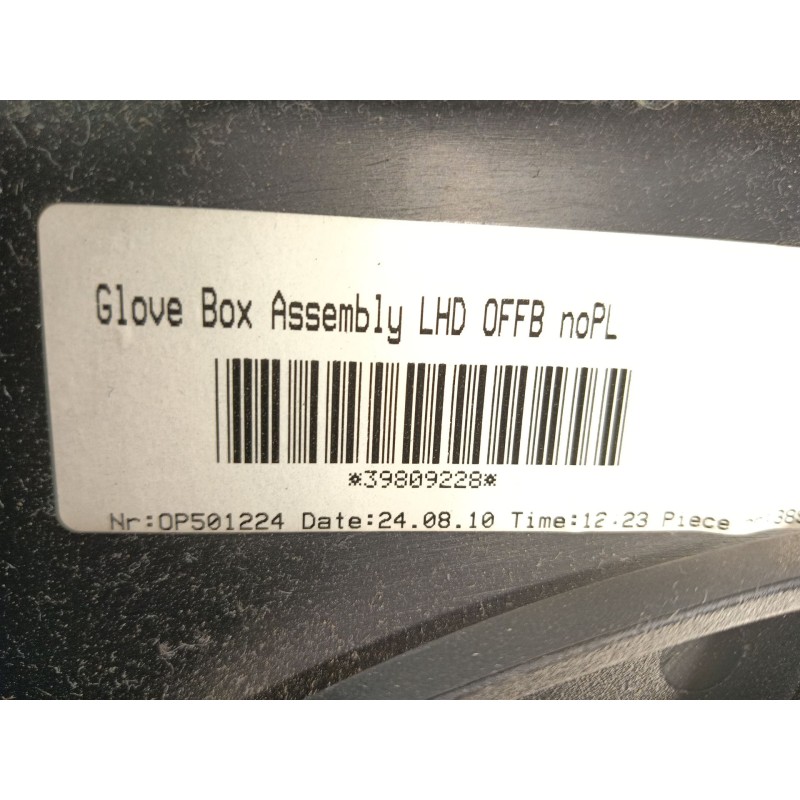 Glove Box Assembly LHD OFFB noPL
*39809228*
Nr:OP501224 Date:24.08.10 Time:12.23 Piece